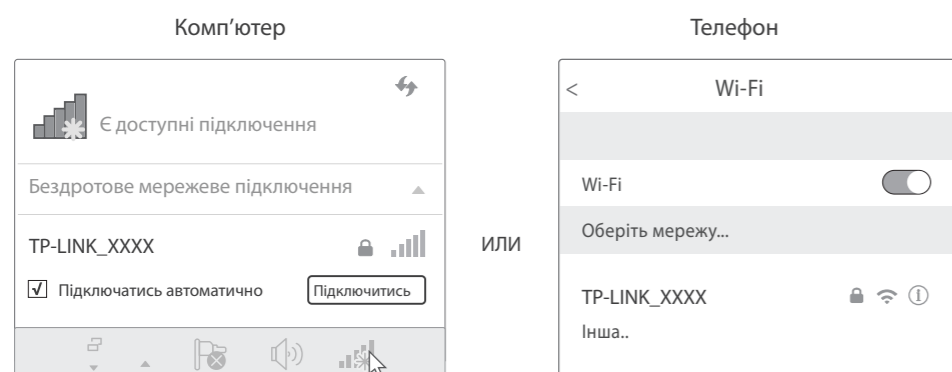 Комп’ютер
Є доступні підключення
Бездротове мережеве підключення
TP-LINK_XXXX
Підключатись автоматично
Підключитись
ИЛИ
Телефон
<
Wi-Fi
Wi-Fi
Оберіть мережу...
TP-LINK_XXXX
Інша..